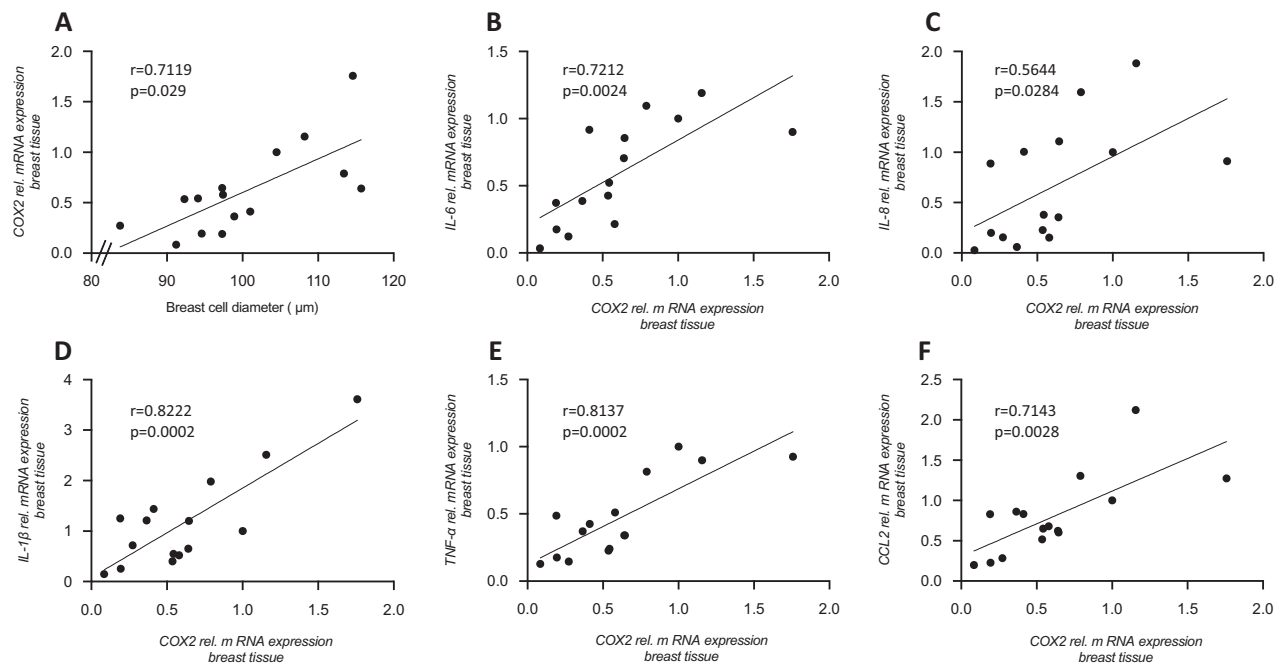 A
COX2 rel. mRNA expression
breast tissue
2.0
1.5
1.0
0.5
0.0
r=0.7119
p=0.029
80
90
100
110
120
Breast cell diameter ( µm)
B
IL-6 rel. mRNA expression
breast tissue
1.5
1.0
0.5
0.0
r=0.7212
p=0.0024
0.0
0.5
1.0
1.5
2.0
COX2 rel. m RNA expression
breast tissue
C
IL-8 rel. mRNA expression
breast tissue
2.0
1.5
1.0
0.5
0.0
r=0.5644
p=0.0284
0.0
0.5
1.0
1.5
2.0
COX2 rel. m RNA expression
breast tissue
D
IL-1β rel. mRNA expression
breast tissue
4
3
2
1
0
r=0.8222
p=0.0002
0.0
0.5
1.0
1.5
2.0
COX2 rel. m RNA expression
breast tissue
E
TNF-α rel. mRNA expression
breast tissue
1.5
1.0
0.5
0.0
r=0.8137
p=0.0002
0.0
0.5
1.0
1.5
2.0
COX2 rel. m RNA expression
breast tissue
F
CCL2 rel. m RNA expression
breast tissue
2.5
2.0
1.5
1.0
0.5
0.0
r=0.7143
p=0.0028
0.0
0.5
1.0
1.5
2.0
COX2 rel. m RNA expression
breast tissue